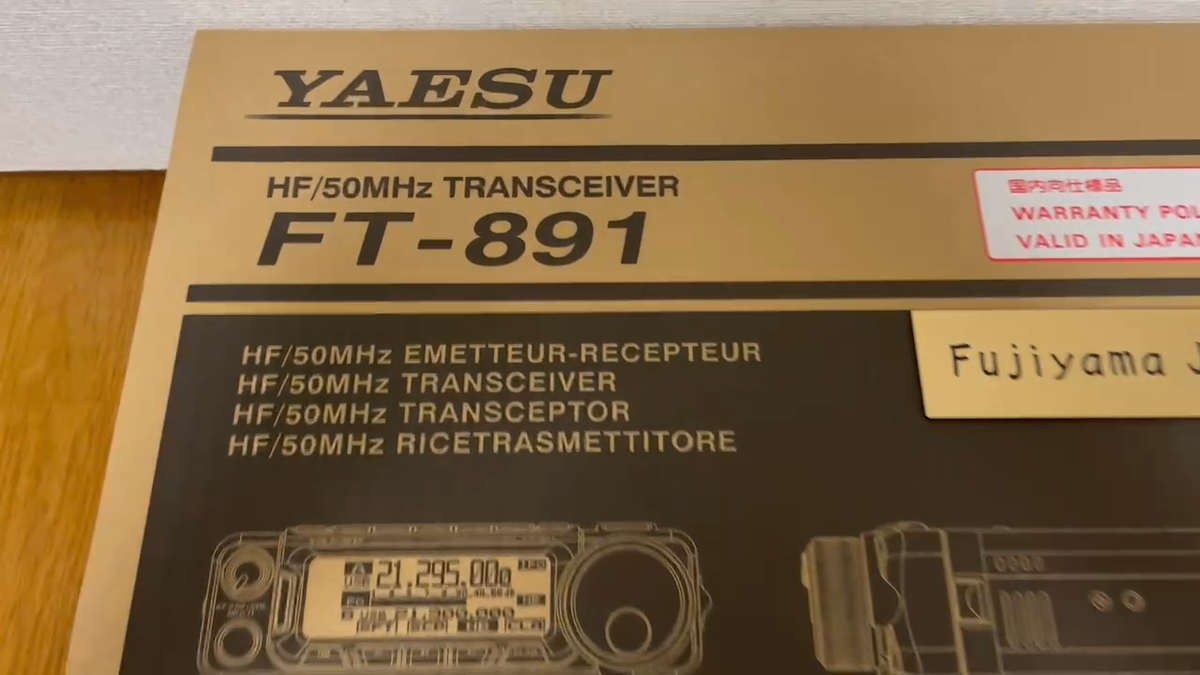 YAESU
HF/50MHz TRANSCEIVER
FT-891
国内向仕様品
WARRANTY
VALID IN
HF/50MHz EMETTEUR-RECEPTEUR
HF/50MHz TRANSCEIVER
HF/50MHz TRANSCEPTOR
HF/50MHz RICETRASMETTITORE
Fujiyama
21.295.00